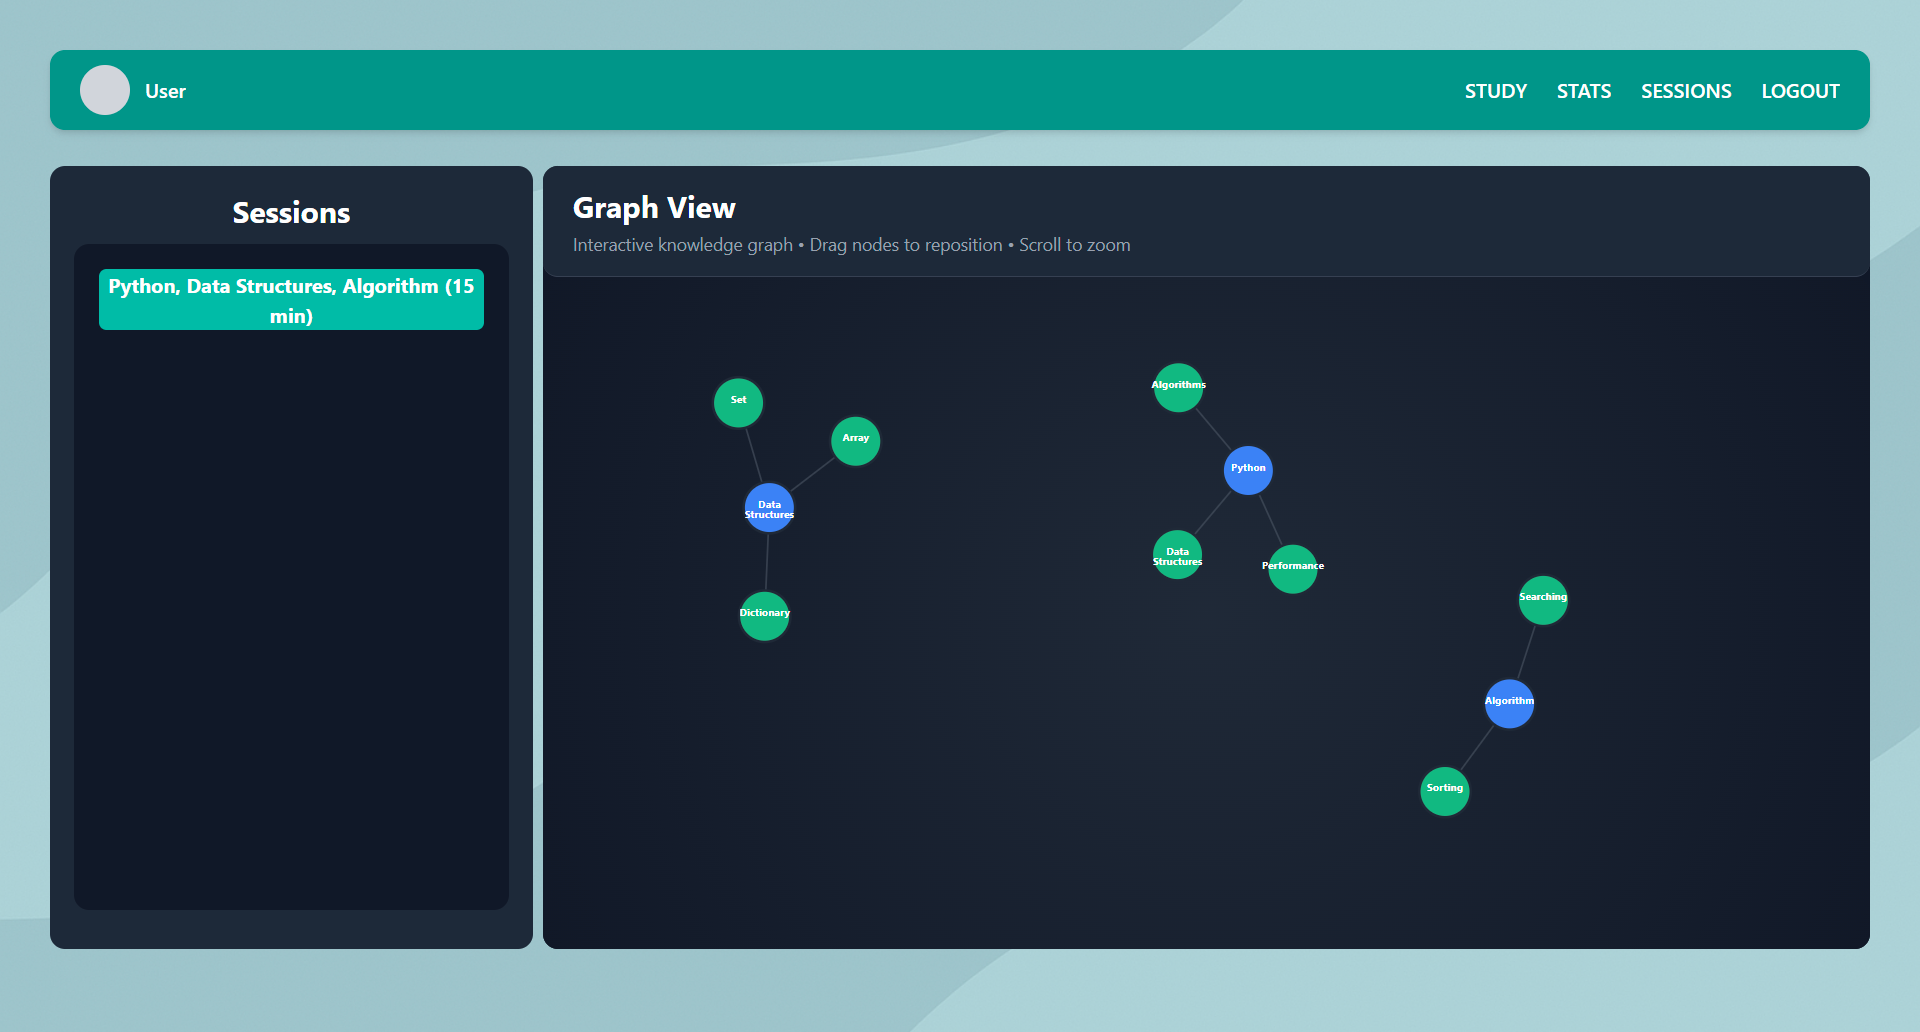 User
STUDY
STATS
SESSIONS
LOGOUT
Sessions
Python, Data Structures, Algorithm (15
min)
Graph View
Interactive knowledge graph • Drag nodes to reposition • Scroll to zoom
Set
Array
Data
Structures
Dictionary
Algorithms
Python
Data
Structures
Performance
Searching
Algorithm
Sorting